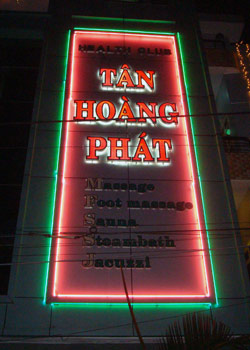 HEALTH CLUB
TÂN
HOÀNG
PHÁT
Massage
Foot massage
Sauna
Steambath
Jacuzzi